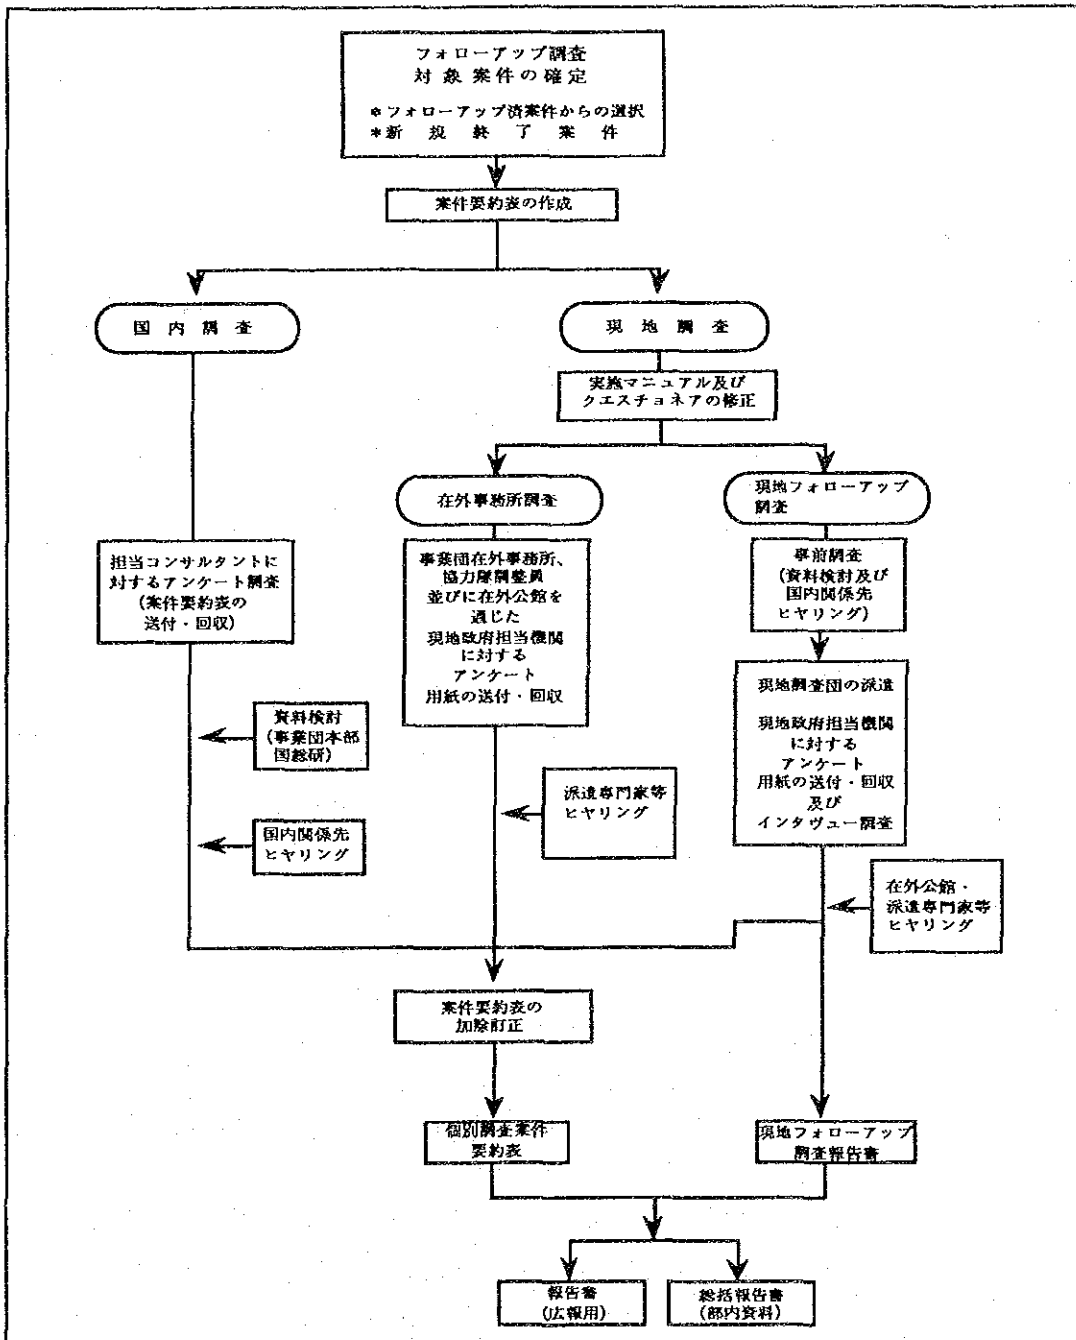 フォローアップ調査
対象案件の確定
*フォローアップ済案件からの選択
*新規終了案件
案件要約表の作成
国内調査
現地調査
実施マニュアル及び
クエスチョネアの修正
在外事務所調査
現地フォローアップ
調査
担当コンサルタントに
対するアンケート調査
(案件要約表の
送付・回収)
事業団在外事務所、
協力隊調整員
並びに在外公館を
通じた
現地政府担当機関
に対する
アンケート
用紙の送付・回収
事前調査
(資料検討及び
国内関係先
ヒヤリング)
現地調査団の派遣
現地政府担当機関
に対する
アンケート
用紙の送付・回収
及び
インタヴュー調査
資料検討
(事業団本部
国総研)
派遣専門家等
ヒヤリング
国内関係先
ヒヤリング
在外公館・
派遣専門家等
ヒヤリング
案件要約表の
加除訂正
個別調査案件
要約表
現地フォローアップ
調査報告書
報告書
(広報用)
総括報告書
(部内資料)